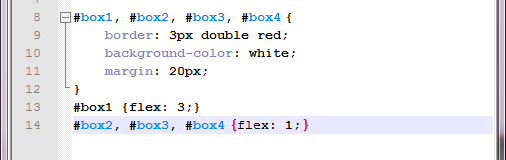 7
8 #box1, #box2, #box3, #box4 {
9 border: 3px double red;
10 background-color: white;
11 margin: 20px;
12 }
13 #box1 {flex: 3;}
14 #box2, #box3, #box4 {flex: 1;}